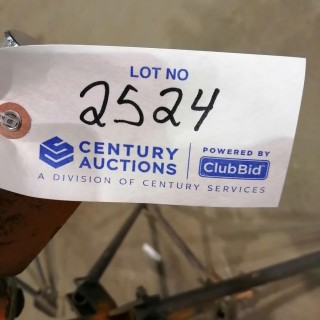 LOT NO
2524
CENTURY
AUCTIONS
POWERED BY
ClubBid
A DIVISION OF CENTURY SERVICES